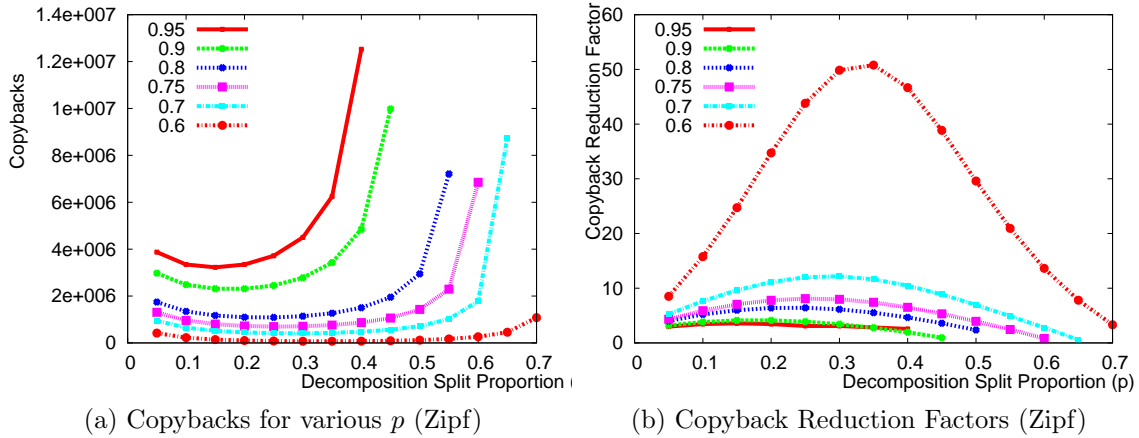 1.4e+007
1.2e+007
1e+007
8e+006
6e+006
4e+006
2e+006
0
Copybacks
0.95
0.9
0.8
0.75
0.7
0.6
0 0.1 0.2 0.3 0.4 0.5 0.6 0.7
Decomposition Split Proportion (
(a) Copybacks for various p (Zipf)
60
50
40
30
20
10
0
Copyback Reduction Factor
0.95
0.9
0.8
0.75
0.7
0.6
0 0.1 0.2 0.3 0.4 0.5 0.6 0.7
Decomposition Split Proportion (p)
(b) Copyback Reduction Factors (Zipf)